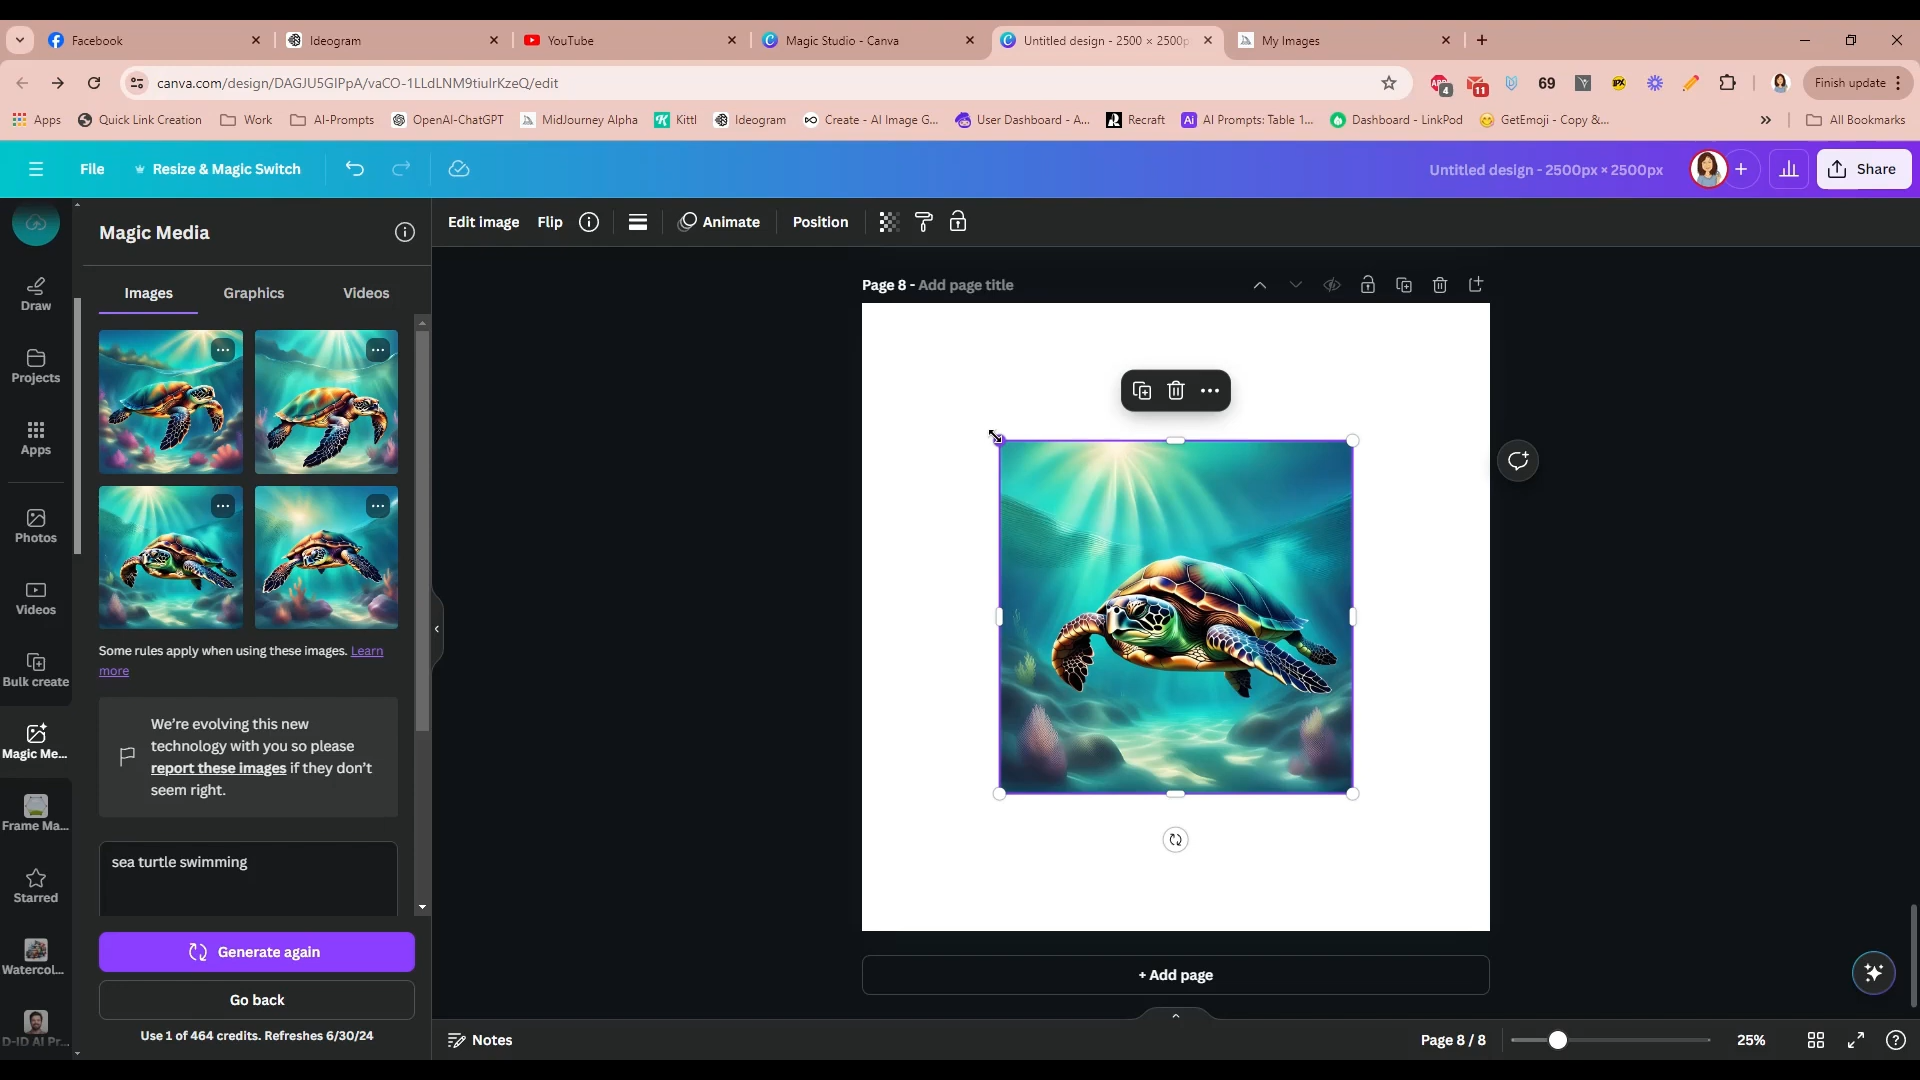 Facebook
Ideogram
YouTube
Magic Studio - Canva
Untitled design - 2500 × 2500p
My Images
canva.com/design/DAGJU5GIPpA/vaCO-1LLdLNM9tiuIrKzeQ/edit
4
11
69
Finish update
Apps
Quick Link Creation
Work
AI-Prompts
OpenAI-ChatGPT
MidJourney Alpha
Kittl
Ideogram
Create - AI Image G...
User Dashboard - A...
Recraft
AI Prompts: Table 1...
Dashboard - LinkPod
GetEmoji - Copy &...
All Bookmarks
File
Resize & Magic Switch
Untitled design - 2500px × 2500px
Share
Magic Media
Edit image
Flip
Animate
Position
Images
Graphics
Videos
Page 8 - Add page title
Draw
Projects
Apps
Photos
Videos
Bulk create
Magic Me...
Frame Ma...
Starred
Watercol...
D-ID AI Pr...
Some rules apply when using these images. Learn
more
We're evolving this new
technology with you so please
report these images if they don't
seem right.
sea turtle swimming
Generate again
Go back
Use 1 of 464 credits. Refreshes 6/30/24
+ Add page
Notes
Page 8 / 8
25%